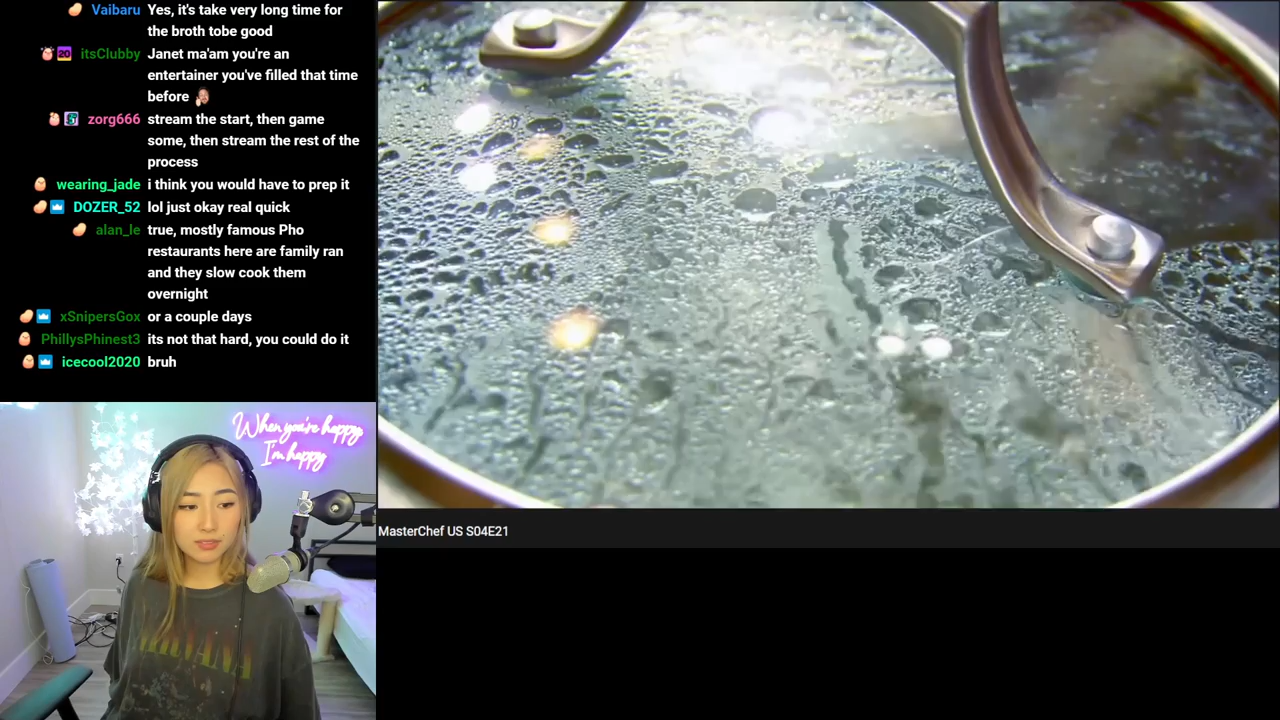 Vaibaru Yes, it's take very long time for
the broth tobe good
20 itsClubby Janet ma'am you're an
entertainer you've filled that time
before
zorg666 stream the start, then game
some, then stream the rest of the
process
wearing_jade i think you would have to prep it
DOZER_52 lol just okay real quick
alan_le true, mostly famous Pho
restaurants here are family ran
and they slow cook them
overnight
xSnipersGox or a couple days
PhillysPhinest3 its not that hard, you could do it
icecool2020 bruh
When you're happy,
I'm happy
NIRVANA
MasterChef US S04E21